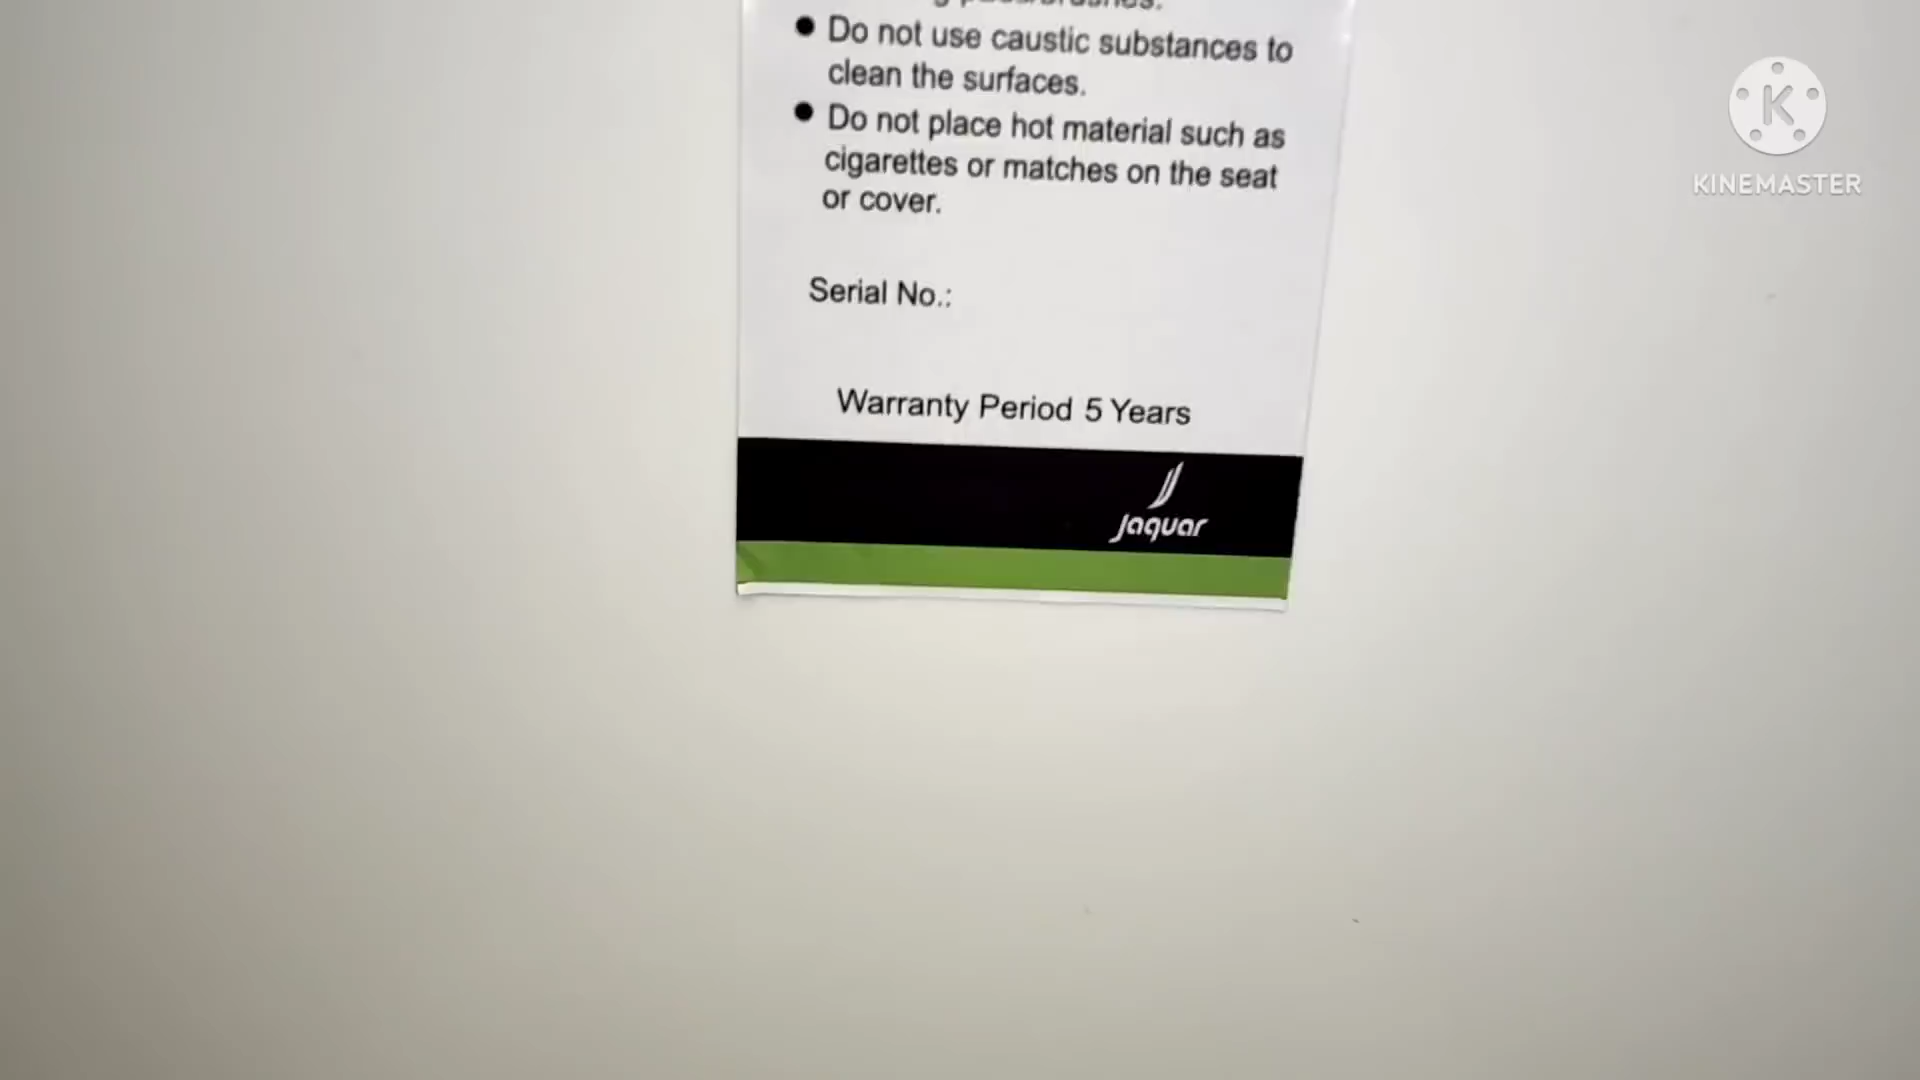 Do not use caustic substances to
clean the surfaces.
Do not place hot material such as
cigarettes or matches on the seat
or cover.
Serial No.:
Warranty Period 5 Years
Jaquar
K
KINEMASTER